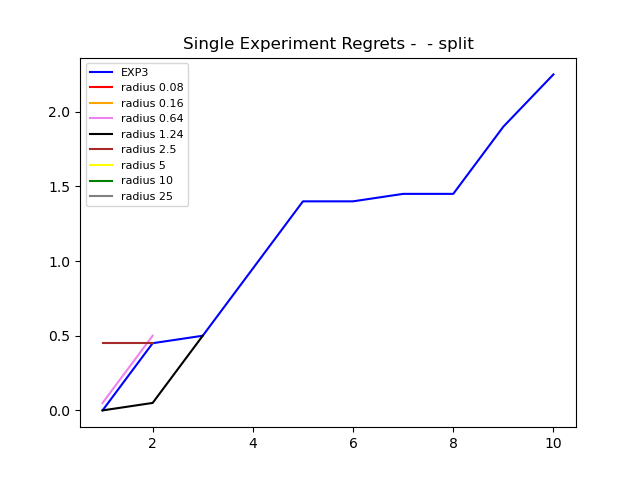 Single Experiment Regrets -  - split
EXP3
radius 0.08
radius 0.16
radius 0.64
radius 1.24
radius 2.5
radius 5
radius 10
radius 25
2.0
1.5
1.0
0.5
0.0
2 4 6 8 10